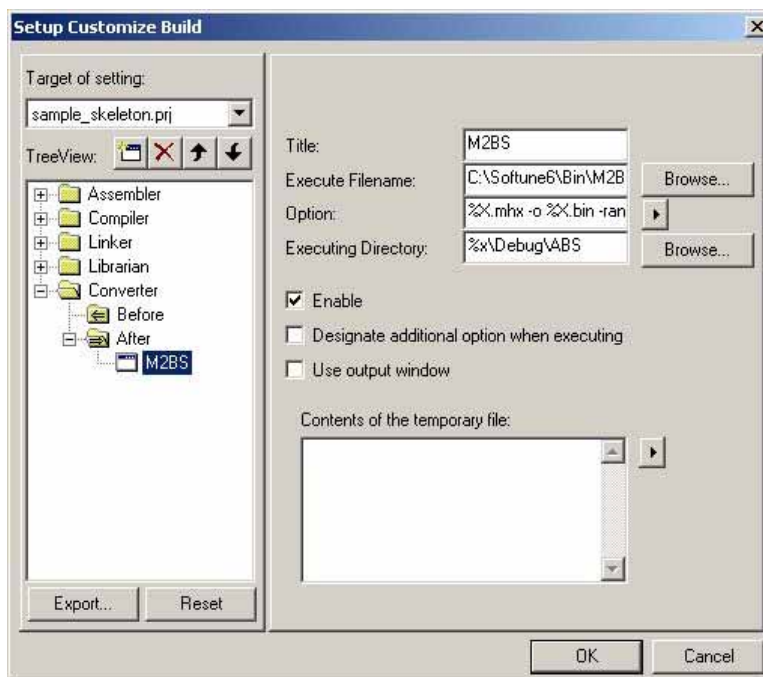 Setup Customize Build
Target of setting:
sample_skeleton.prj
TreeView:
Assembler
Compiler
Linker
Librarian
Converter
Before
After
M2BS
Export...
Reset
Title:
M2BS
Execute Filename:
C:\Softune6\Bin\M2B
Browse...
Option:
%X.mhx -o %X.bin -ran
Executing Directory:
%x\Debug\ABS
Browse...
Enable
Designate additional option when executing
Use output window
Contents of the temporary file:
OK
Cancel